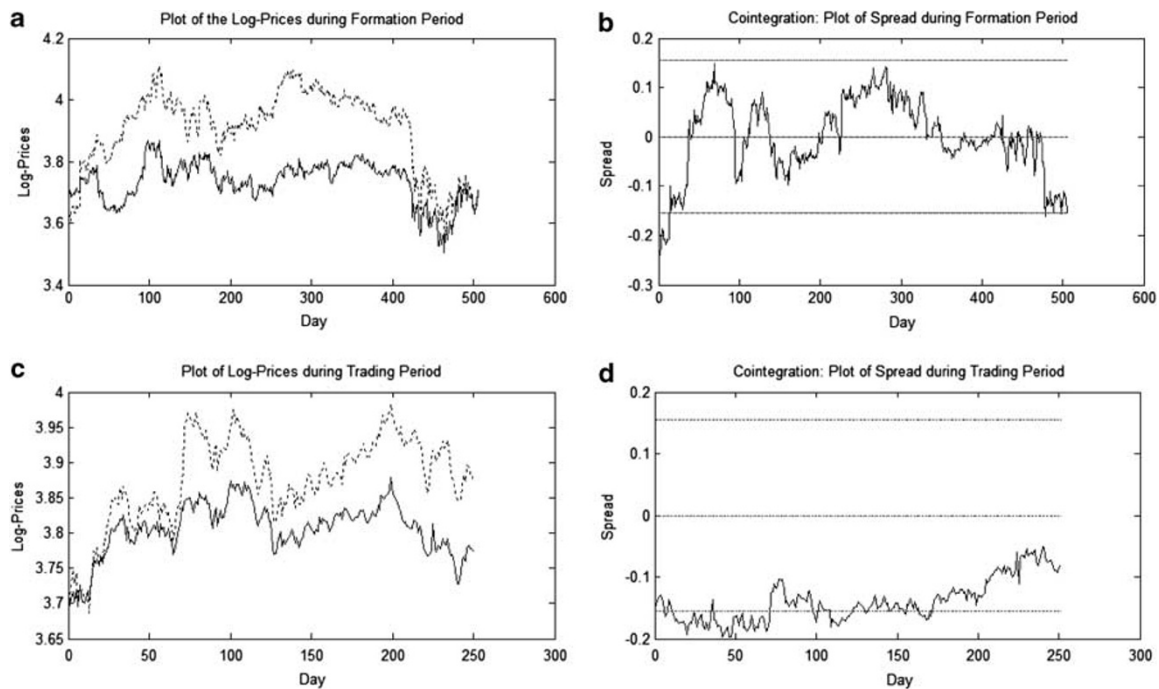 a
Plot of the Log-Prices during Formation Period
4.2
4
3.8
3.6
3.4
Log-Prices
0 100 200 300 400 500 600
Day
b
Cointegration: Plot of Spread during Formation Period
0.2
0.1
0
-0.1
-0.2
-0.3
Spread
0 100 200 300 400 500 600
Day
c
Plot of Log-Prices during Trading Period
4
3.95
3.9
3.85
3.8
3.75
3.7
3.65
Log-Prices
0 50 100 150 200 250 300
Day
d
Cointegration: Plot of Spread during Trading Period
0.2
0.1
0
-0.1
-0.2
Spread
0 50 100 150 200 250 300
Day